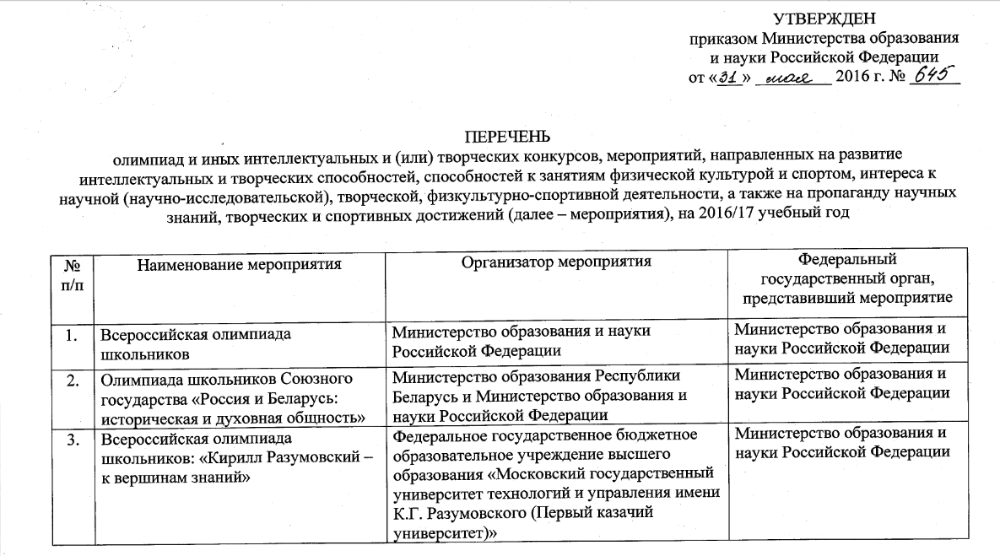 УТВЕРЖДЕН
приказом Министерства образования
и науки Российской Федерации
от «31» мая 2016 г. № 645
ПЕРЕЧЕНЬ
олимпиад и иных интеллектуальных и (или) творческих конкурсов, мероприятий, направленных на развитие
интеллектуальных и творческих способностей, способностей к занятиям физической культурой и спортом, интереса к
научной (научно-исследовательской), творческой, физкультурно-спортивной деятельности, а также на пропаганду научных
знаний, творческих и спортивных достижений (далее – мероприятия), на 2016/17 учебный год
№
п/п
Наименование мероприятия
Организатор мероприятия
Федеральный
государственный орган,
представивший мероприятие
1.
Всероссийская олимпиада
школьников
Министерство образования и науки
Российской Федерации
Министерство образования и
науки Российской Федерации
2.
Олимпиада школьников Союзного
государства «Россия и Беларусь:
историческая и духовная общность»
Министерство образования Республики
Беларусь и Министерство образования и
науки Российской Федерации
Министерство образования и
науки Российской Федерации
3.
Всероссийская олимпиада
школьников: «Кирилл Разумовский –
к вершинам знаний»
Федеральное государственное бюджетное
образовательное учреждение высшего
образования «Московский государственный
университет технологий и управления имени
К.Г. Разумовского (Первый казачий
университет)»
Министерство образования и
науки Российской Федерации